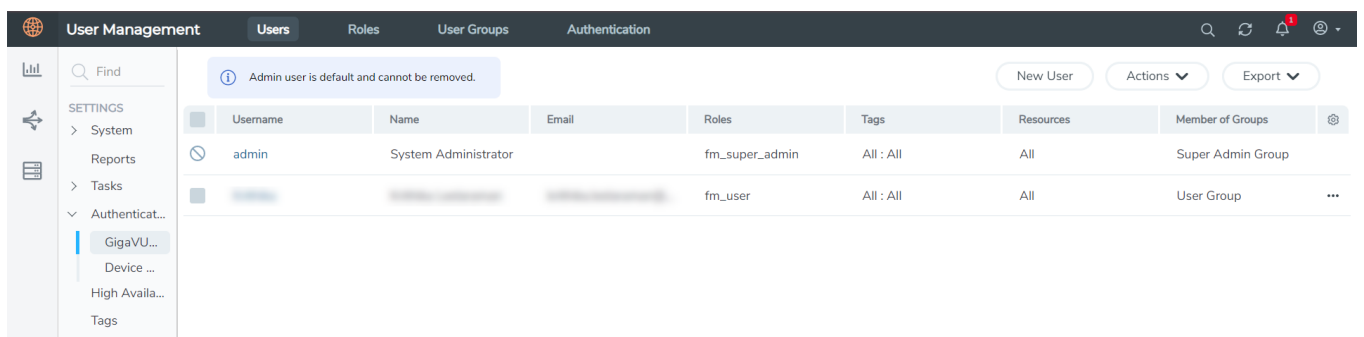 User Management Users Roles User Groups Authentication 1
Find
Admin user is default and cannot be removed. New User Actions Export
SETTINGS
System
Reports
Tasks
Authenticat...
GigaVU...
Device ...
High Availa...
Tags
Username Name Email Roles Tags Resources Member of Groups
admin System Administrator fm_super_admin All : All All Super Admin Group
fm_user All : All All User Group